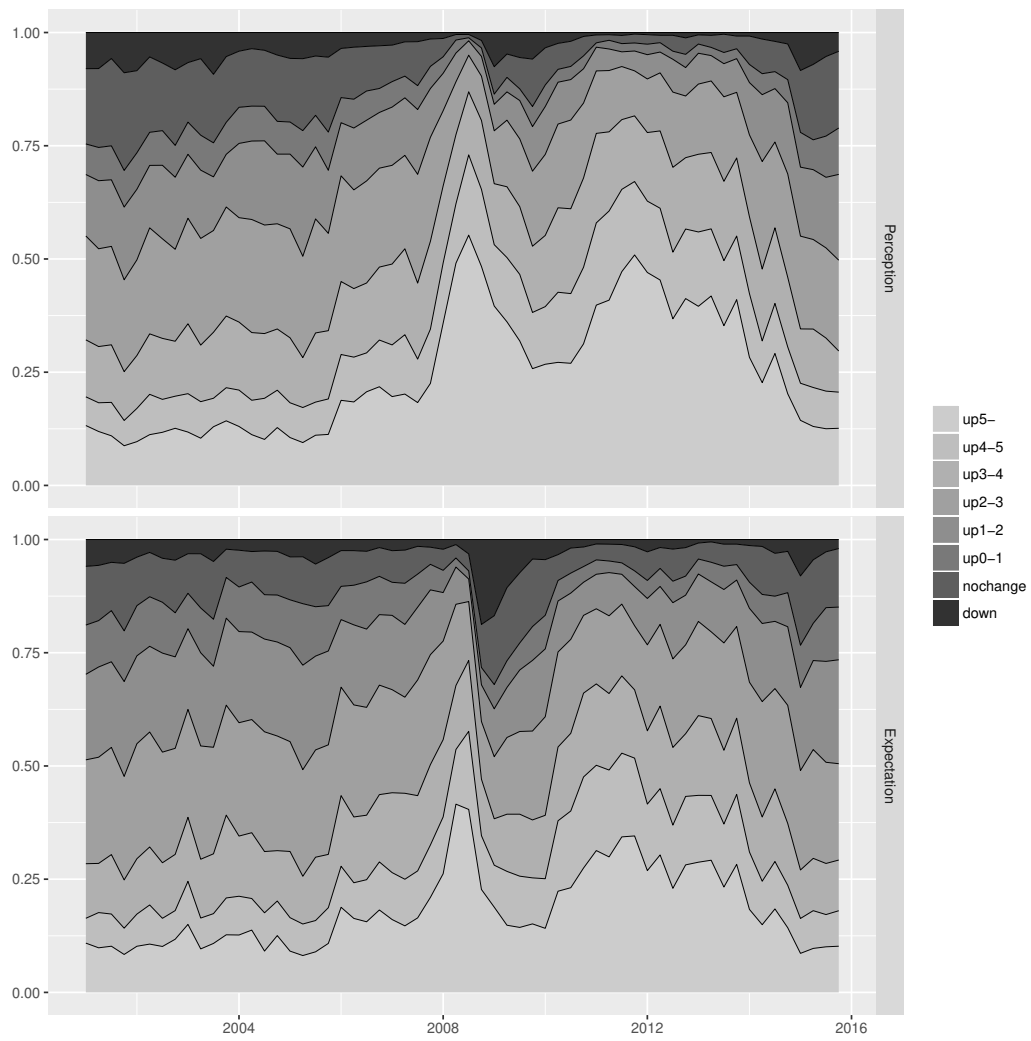 1.00
0.75
0.50
0.25
0.00
Perception
1.00
0.75
0.50
0.25
0.00
Expectation
2004
2008
2012
2016
up5−
up4−5
up3−4
up2−3
up1−2
up0−1
nochange
down